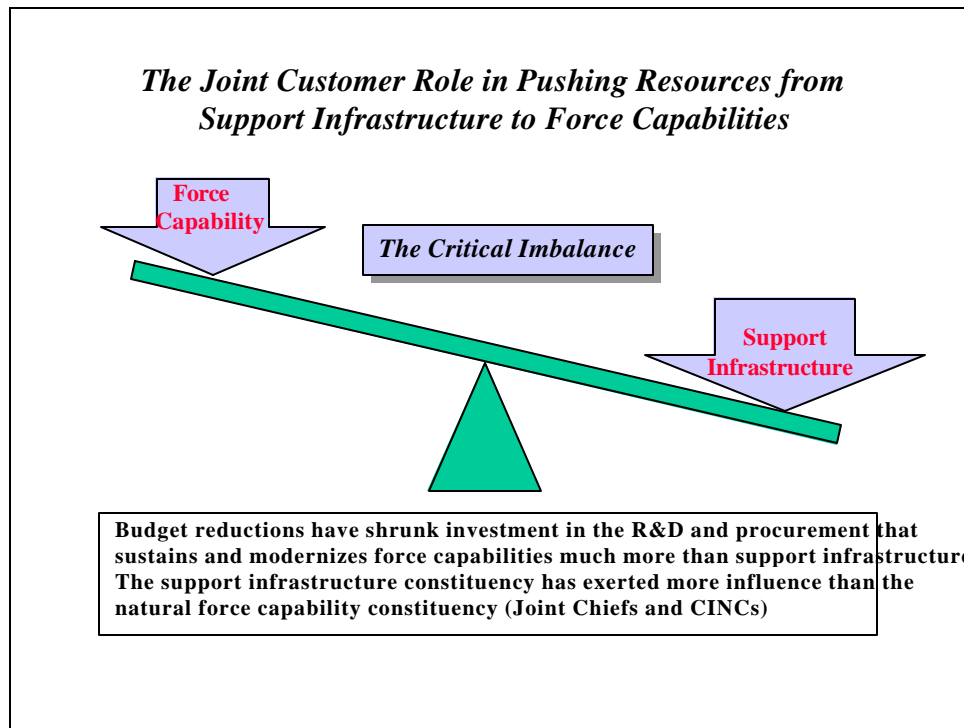 The Joint Customer Role in Pushing Resources from
Support Infrastructure to Force Capabilities
Force
Capability
The Critical Imbalance
Support
Infrastructure
Budget reductions have shrunk investment in the R&D and procurement that
sustains and modernizes force capabilities much more than support infrastructure
The support infrastructure constituency has exerted more influence than the
natural force capability constituency (Joint Chiefs and CINCs)